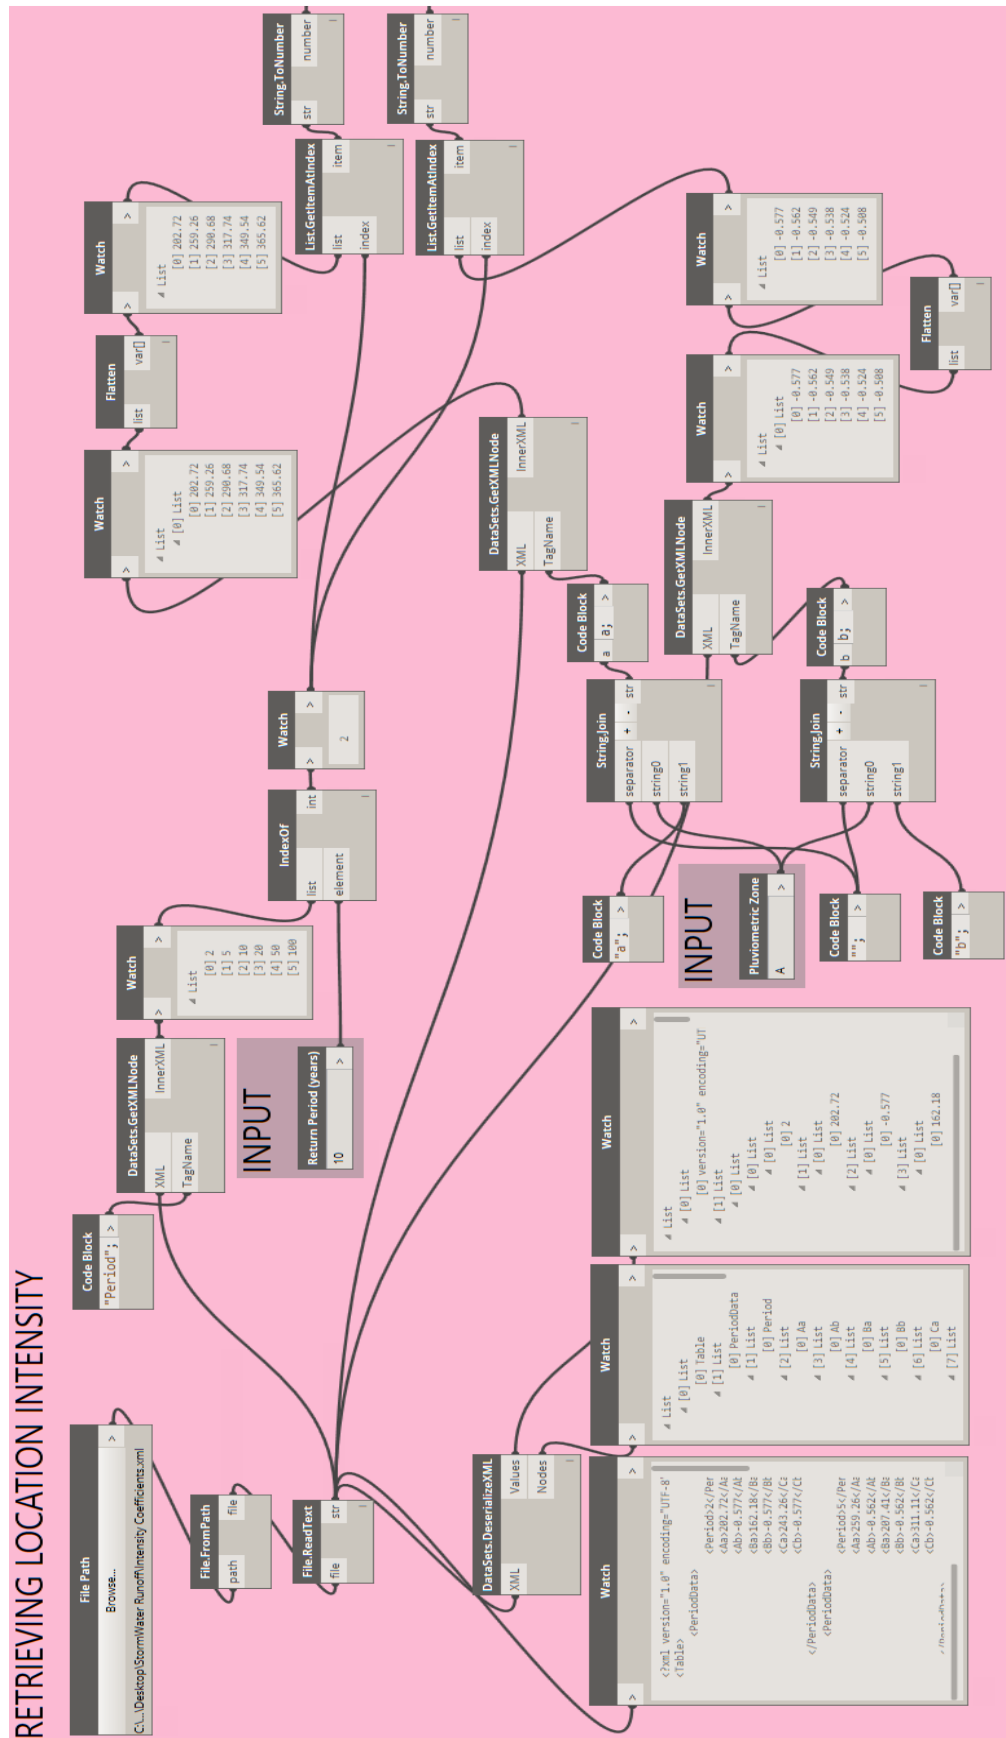 RETRIEVING LOCATION INTENSITY
File Path
Browse...
>
C:\...\Desktop\StormWater Runoff\Intensity Coefficients.xml
File.FromPath
path
file
File.ReadText
file
str
Code Block
"Period";
>
DataSets.GetXMLNode
XML
InnerXML
TagName
Watch
>
>
List
[0] 2
[1] 5
[2] 10
[3] 20
[4] 50
[5] 100
INPUT
Return Period (years)
10
>
IndexOf
list
int
element
Watch
>
>
2
Watch
>
>
List
[0] List
[0] 202.72
[1] 259.26
[2] 290.68
[3] 317.74
[4] 349.54
[5] 365.62
Flatten
list
var[]
Watch
>
>
List
[0] 202.72
[1] 259.26
[2] 290.68
[3] 317.74
[4] 349.54
[5] 365.62
List.GetItemAtIndex
list
item
index
String.ToNumber
str
number
List.GetItemAtIndex
list
item
index
String.ToNumber
str
number
DataSets.DeserializeXML
XML
Values
Nodes
Watch
>
>
<?xml version="1.0" encoding="UTF-8"
<Table>
<PeriodData>
<Period>2</Per
<Aa>202.72</Aa
<Ab>-0.577</Ab
<Ba>162.18</Ba
<Bb>-0.577</Bb
<Ca>243.26</Ca
<Cb>-0.577</Cb
</PeriodData>
<PeriodData>
<Period>5</Per
<Aa>259.26</Aa
<Ab>-0.562</Ab
<Ba>207.41</Ba
<Bb>-0.562</Bb
<Ca>311.11</Ca
<Cb>-0.562</Cb
</PeriodData>
Watch
>
>
List
[0] List
[0] Table
[1] List
[0] PeriodData
[1] List
[0] Period
[2] List
[0] Aa
[3] List
[0] Ab
[4] List
[0] Ba
[5] List
[0] Bb
[6] List
[0] Ca
[7] List
Watch
>
>
List
[0] List
[0] version="1.0" encoding="UT
[1] List
[0] List
[0] List
[0] List
[0] 2
[1] List
[0] List
[0] 202.72
[2] List
[0] List
[0] -0.577
[3] List
[0] List
[0] 162.18
Code Block
"a";
>
INPUT
Pluviometric Zone
A
>
Code Block
"";
>
Code Block
"b";
>
String.Join
separator
+
-
str
string0
string1
Code Block
a
a;
>
DataSets.GetXMLNode
XML
InnerXML
TagName
String.Join
separator
+
-
str
string0
string1
Code Block
b
b;
>
DataSets.GetXMLNode
XML
InnerXML
TagName
Watch
>
>
List
[0] List
[0] -0.577
[1] -0.562
[2] -0.549
[3] -0.538
[4] -0.524
[5] -0.508
Flatten
list
var[]
Watch
>
>
List
[0] -0.577
[1] -0.562
[2] -0.549
[3] -0.538
[4] -0.524
[5] -0.508